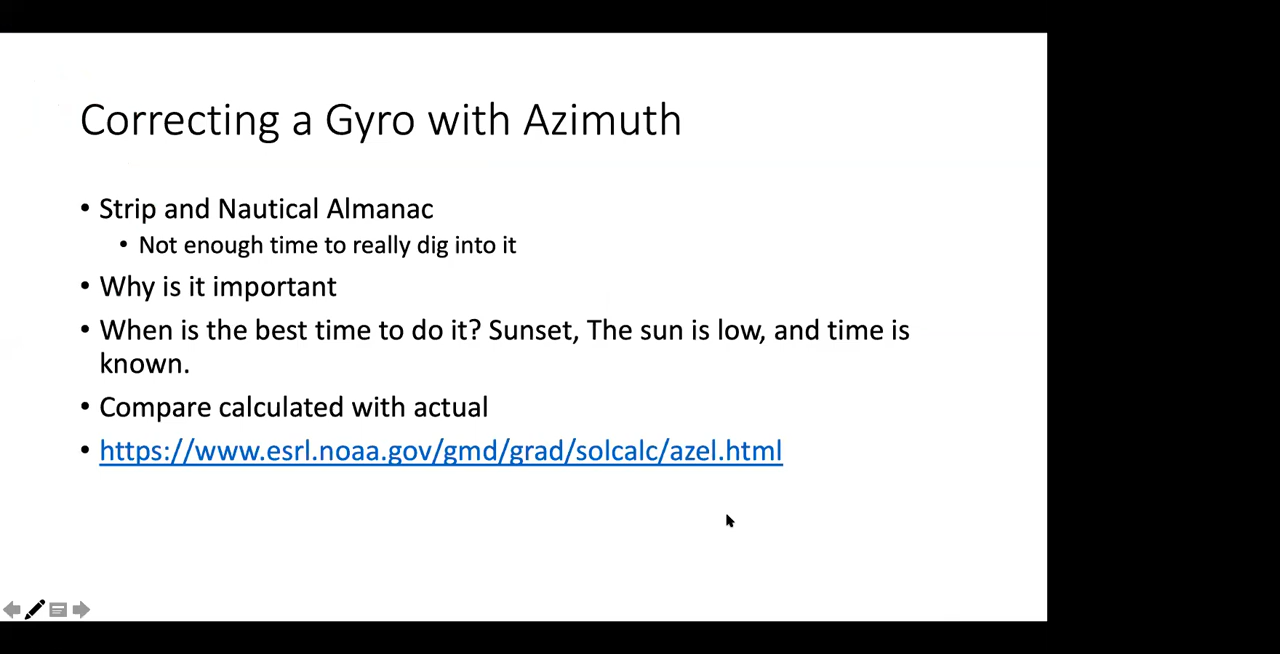 Correcting a Gyro with Azimuth
• Strip and Nautical Almanac
• Not enough time to really dig into it
• Why is it important
• When is the best time to do it? Sunset, The sun is low, and time is
known.
• Compare calculated with actual
• https://www.esrl.noaa.gov/gmd/grad/solcalc/azel.html